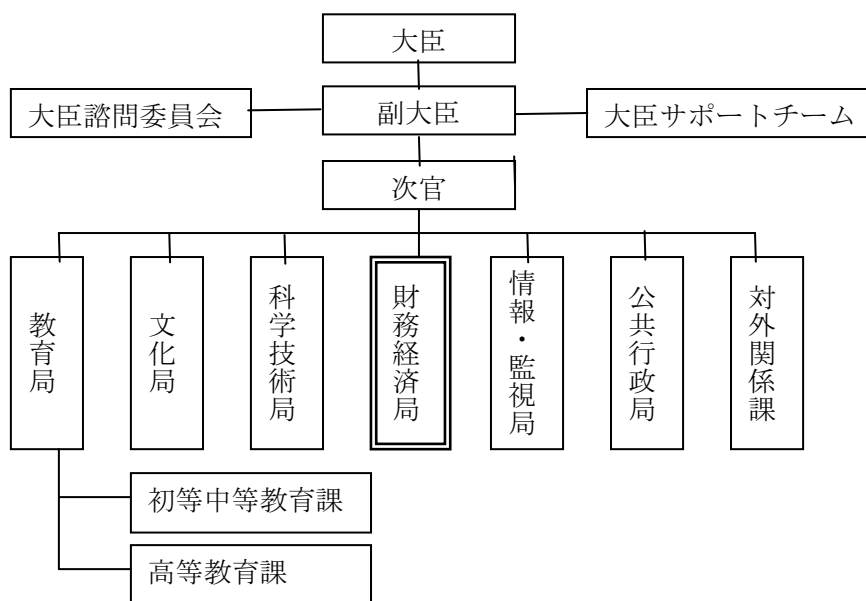 大臣
大臣諮問委員会
副大臣
大臣サポートチーム
次官
教育局
文化局
科学技術局
財務経済局
情報・監視局
公共行政局
対外関係課
初等中等教育課
高等教育課